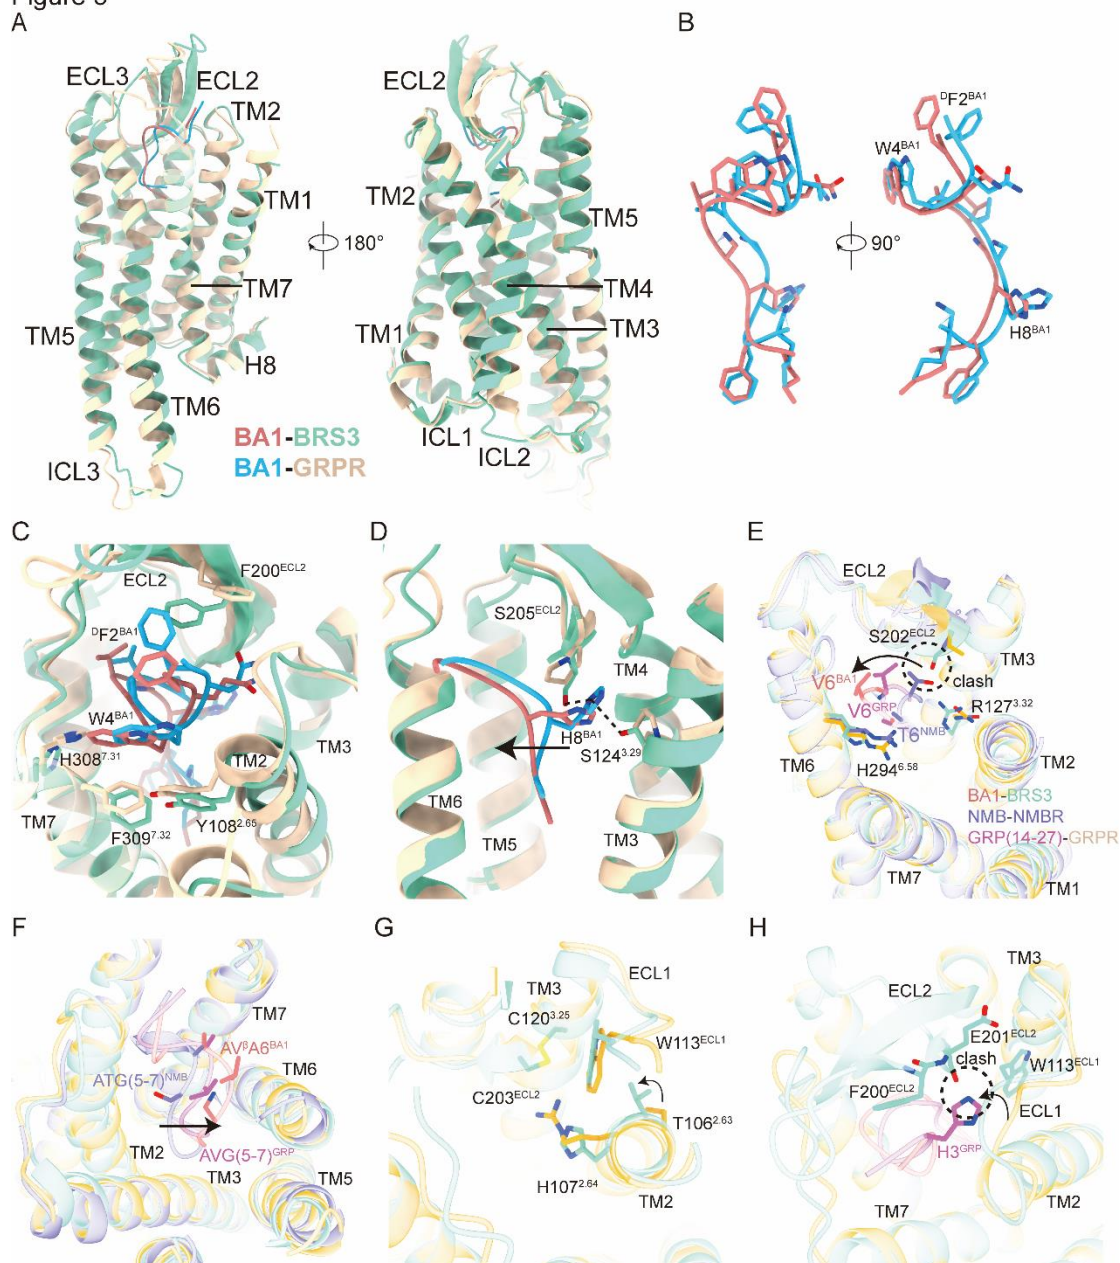 A
B
ECL3
ECL2
TM2
TM1
TM7
TM5
H8
TM6
ICL3
180°
ECL2
TM2
TM5
TM4
TM3
TM1
ICL1
ICL2
BA1-BRS3
BA1-GRPR
ᴰF2ᴮᴬ¹
W4ᴮᴬ¹
90°
H8ᴮᴬ¹
C
D
E
ECL2
F200ᴱᶜᴸ²
ᴰF2ᴮᴬ¹
W4ᴮᴬ¹
H308⁷·³¹
TM3
TM2
TM7
F309⁷·³²
Y108²·⁶⁵
S205ᴱᶜᴸ²
TM4
H8ᴮᴬ¹
S124³·²⁹
TM6
TM5
TM3
ECL2
S202ᴱᶜᴸ²
TM3
clash
V6ᴮᴬ¹
V6ᴳᴿᴾ
R127³·³²
T6ᴺᴹᴮ
TM6
H294⁶·⁵⁸
TM2
BA1-BRS3
NMB-NMBR
GRP(14-27)-GRPR
TM7
TM1
F
G
H
TM7
AVᵝA6ᴮᴬ¹
ATG(5-7)ᴺᴹᴮ
TM6
TM2
AVG(5-7)ᴳᴿᴾ
TM3
TM5
ECL1
TM3
C120³·²⁵
W113ᴱᶜᴸ¹
C203ᴱᶜᴸ²
T106²·⁶³
H107²·⁶⁴
TM2
TM3
ECL2
E201ᴱᶜᴸ²
clash
W113ᴱᶜᴸ¹
F200ᴱᶜᴸ²
ECL1
H3ᴳᴿᴾ
TM7
TM2